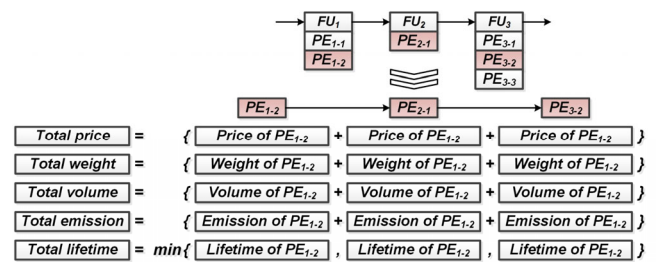 FU1 FU2 FU3
PE1-1 PE2-1 PE3-1
PE1-2 PE3-2
PE3-3
PE1-2 PE2-1 PE3-2
Total price = { Price of PE1-2 + Price of PE1-2 + Price of PE1-2 }
Total weight = { Weight of PE1-2 + Weight of PE1-2 + Weight of PE1-2 }
Total volume = { Volume of PE1-2 + Volume of PE1-2 + Volume of PE1-2 }
Total emission = { Emission of PE1-2 + Emission of PE1-2 + Emission of PE1-2 }
Total lifetime = min{ Lifetime of PE1-2 , Lifetime of PE1-2 , Lifetime of PE1-2 }